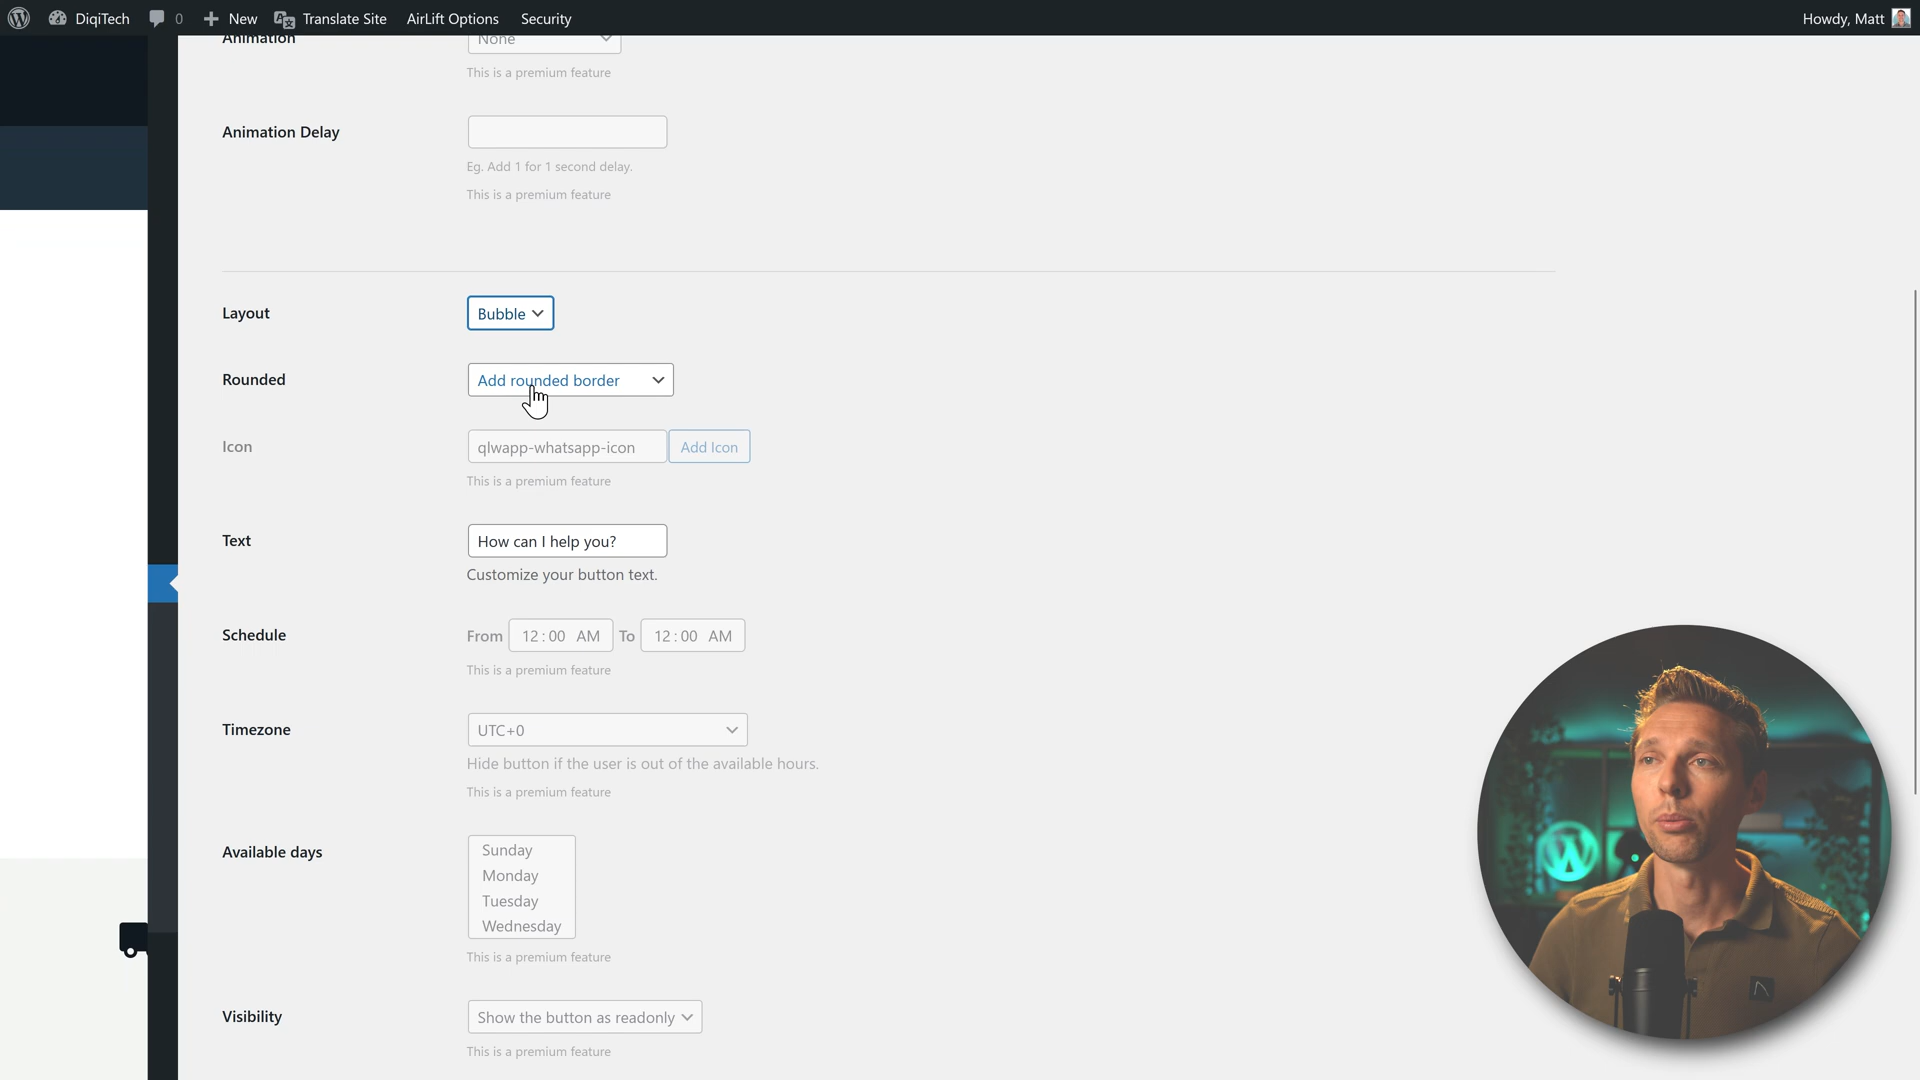 DiqiTech 0 New Translate Site AirLift Options Security Howdy, Matt
Animation None
This is a premium feature
Animation Delay
Eg. Add 1 for 1 second delay.
This is a premium feature
Layout Bubble
Rounded Add rounded border
Icon qlwapp-whatsapp-icon Add Icon
This is a premium feature
Text How can I help you?
Customize your button text.
Schedule From 12:00 AM To 12:00 AM
This is a premium feature
Timezone UTC+0
Hide button if the user is out of the available hours.
This is a premium feature
Available days Sunday
Monday
Tuesday
Wednesday
This is a premium feature
Visibility Show the button as readonly
This is a premium feature